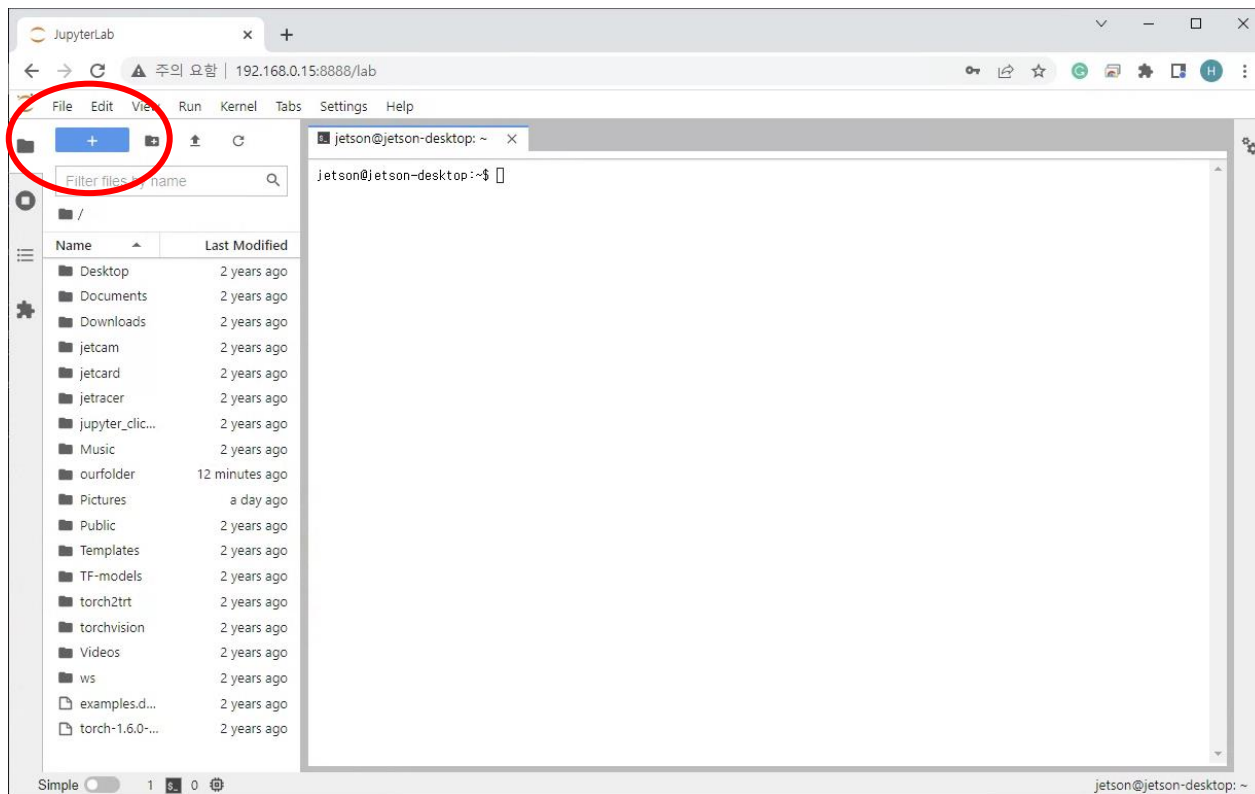 JupyterLab
주의 요함 | 192.168.0.15:8888/lab
H
File Edit View Run Kernel Tabs Settings Help
jetson@jetson-desktop: ~
Filter files by name
jetson@jetson-desktop:~$
/
Name Last Modified
Desktop 2 years ago
Documents 2 years ago
Downloads 2 years ago
jetcam 2 years ago
jetcard 2 years ago
jetracer 2 years ago
jupyter_clic... 2 years ago
Music 2 years ago
ourfolder 12 minutes ago
Pictures a day ago
Public 2 years ago
Templates 2 years ago
TF-models 2 years ago
torch2trt 2 years ago
torchvision 2 years ago
Videos 2 years ago
ws 2 years ago
examples.d... 2 years ago
torch-1.6.0-... 2 years ago
Simple 1 0 jetson@jetson-desktop: ~